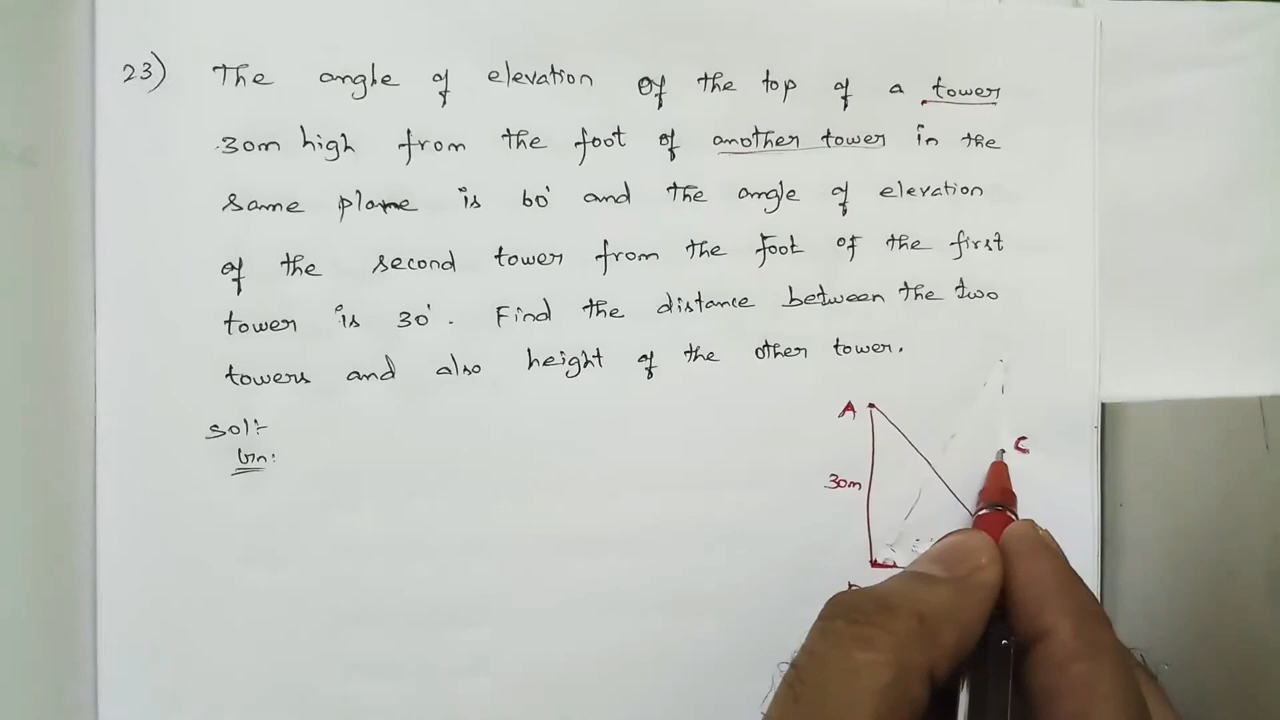 23) The angle of elevation of the top of a tower
30m high from the foot of another tower in the
same plane is 60° and the angle of elevation
of the second tower from the foot of the first
tower is 30°. Find the distance between the two
towers and also height of the other tower.
Sol:-
Gn:
A
C
30m